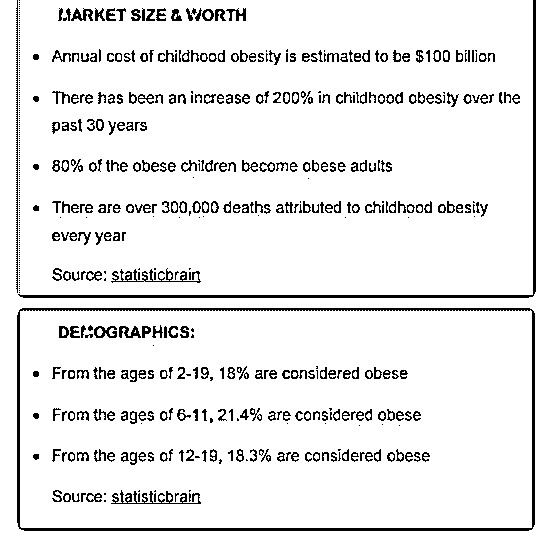 MARKET SIZE & WORTH
• Annual cost of childhood obesity is estimated to be $100 billion
• There has been an increase of 200% in childhood obesity over the
past 30 years
• 80% of the obese children become obese adults
• There are over 300,000 deaths attributed to childhood obesity
every year
Source: statisticbrain
DEMOGRAPHICS:
• From the ages of 2-19, 18% are considered obese
• From the ages of 6-11, 21.4% are considered obese
• From the ages of 12-19, 18.3% are considered obese
Source: statisticbrain